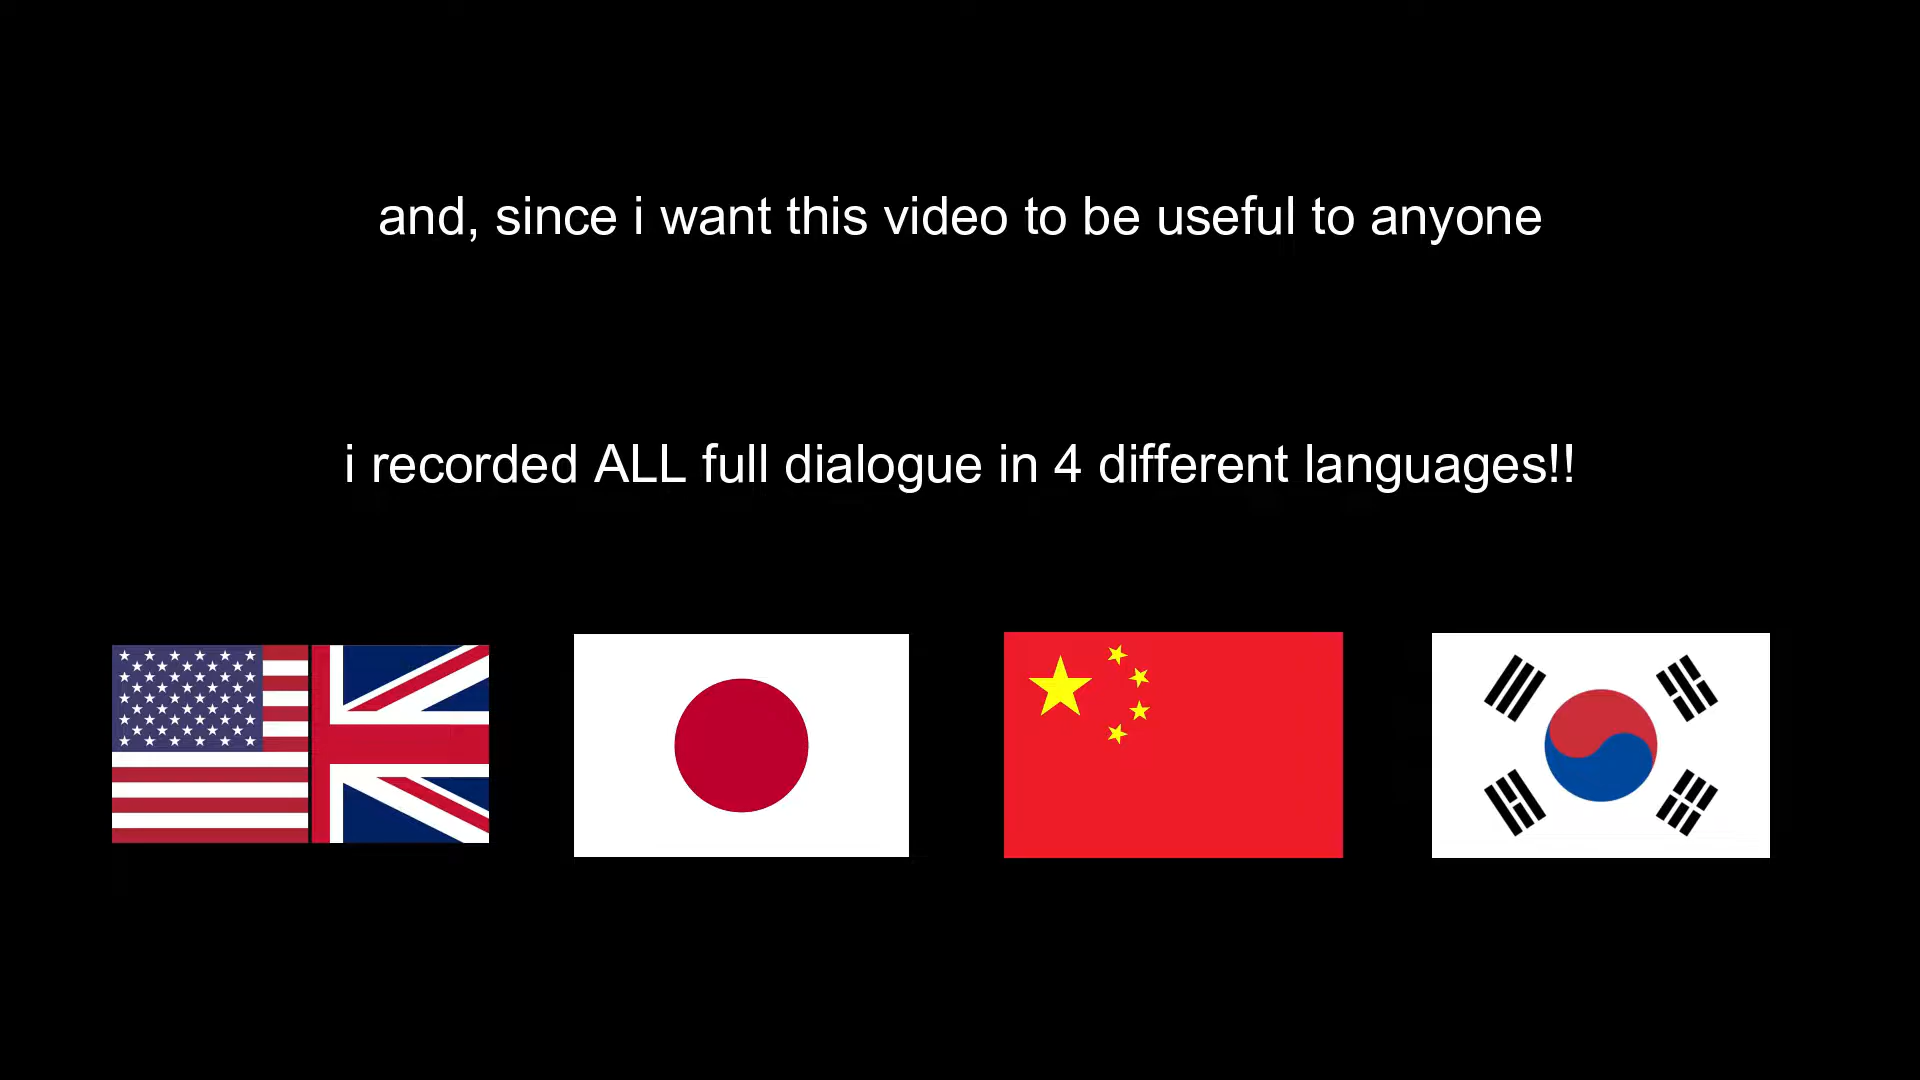 and, since i want this video to be useful to anyone
i recorded ALL full dialogue in 4 different languages!!